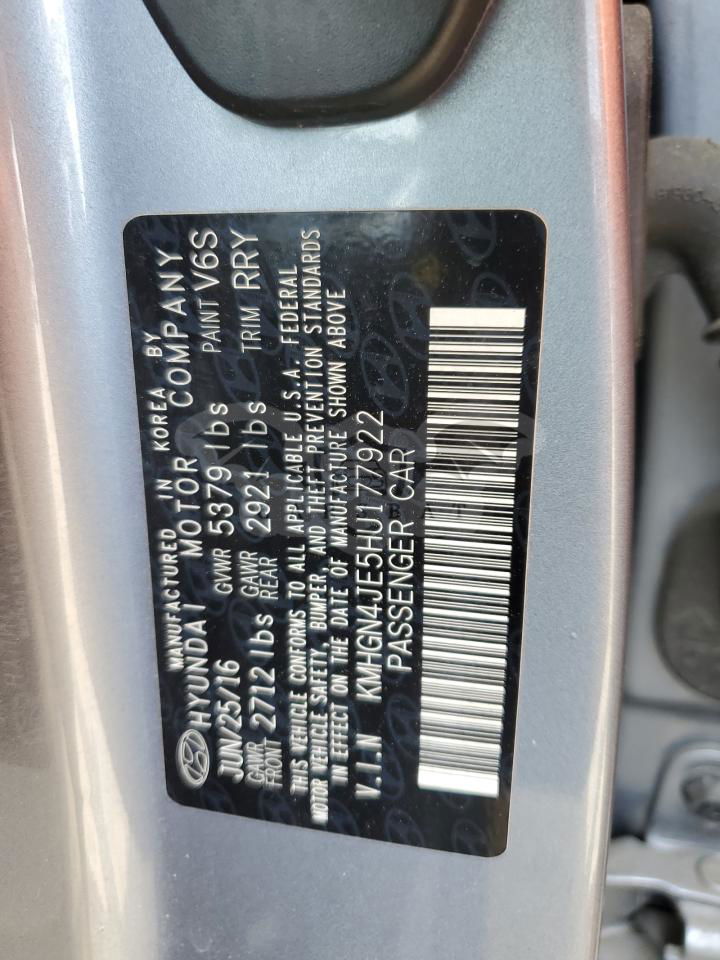 MANUFACTURED IN KOREA BY
HYUNDAI MOTOR COMPANY
JUN/25/16 GVWR 5379 lbs PAINT V6S
GAWR FRONT 2712 lbs GAWR REAR 2921 lbs TRIM RRY
THIS VEHICLE CONFORMS TO ALL APPLICABLE U.S.A. FEDERAL
MOTOR VEHICLE SAFETY, BUMPER, AND THEFT PREVENTION STANDARDS
IN EFFECT ON THE DATE OF MANUFACTURE SHOWN ABOVE
V.I.N KMHGN4JE5HU177922
PASSENGER CAR